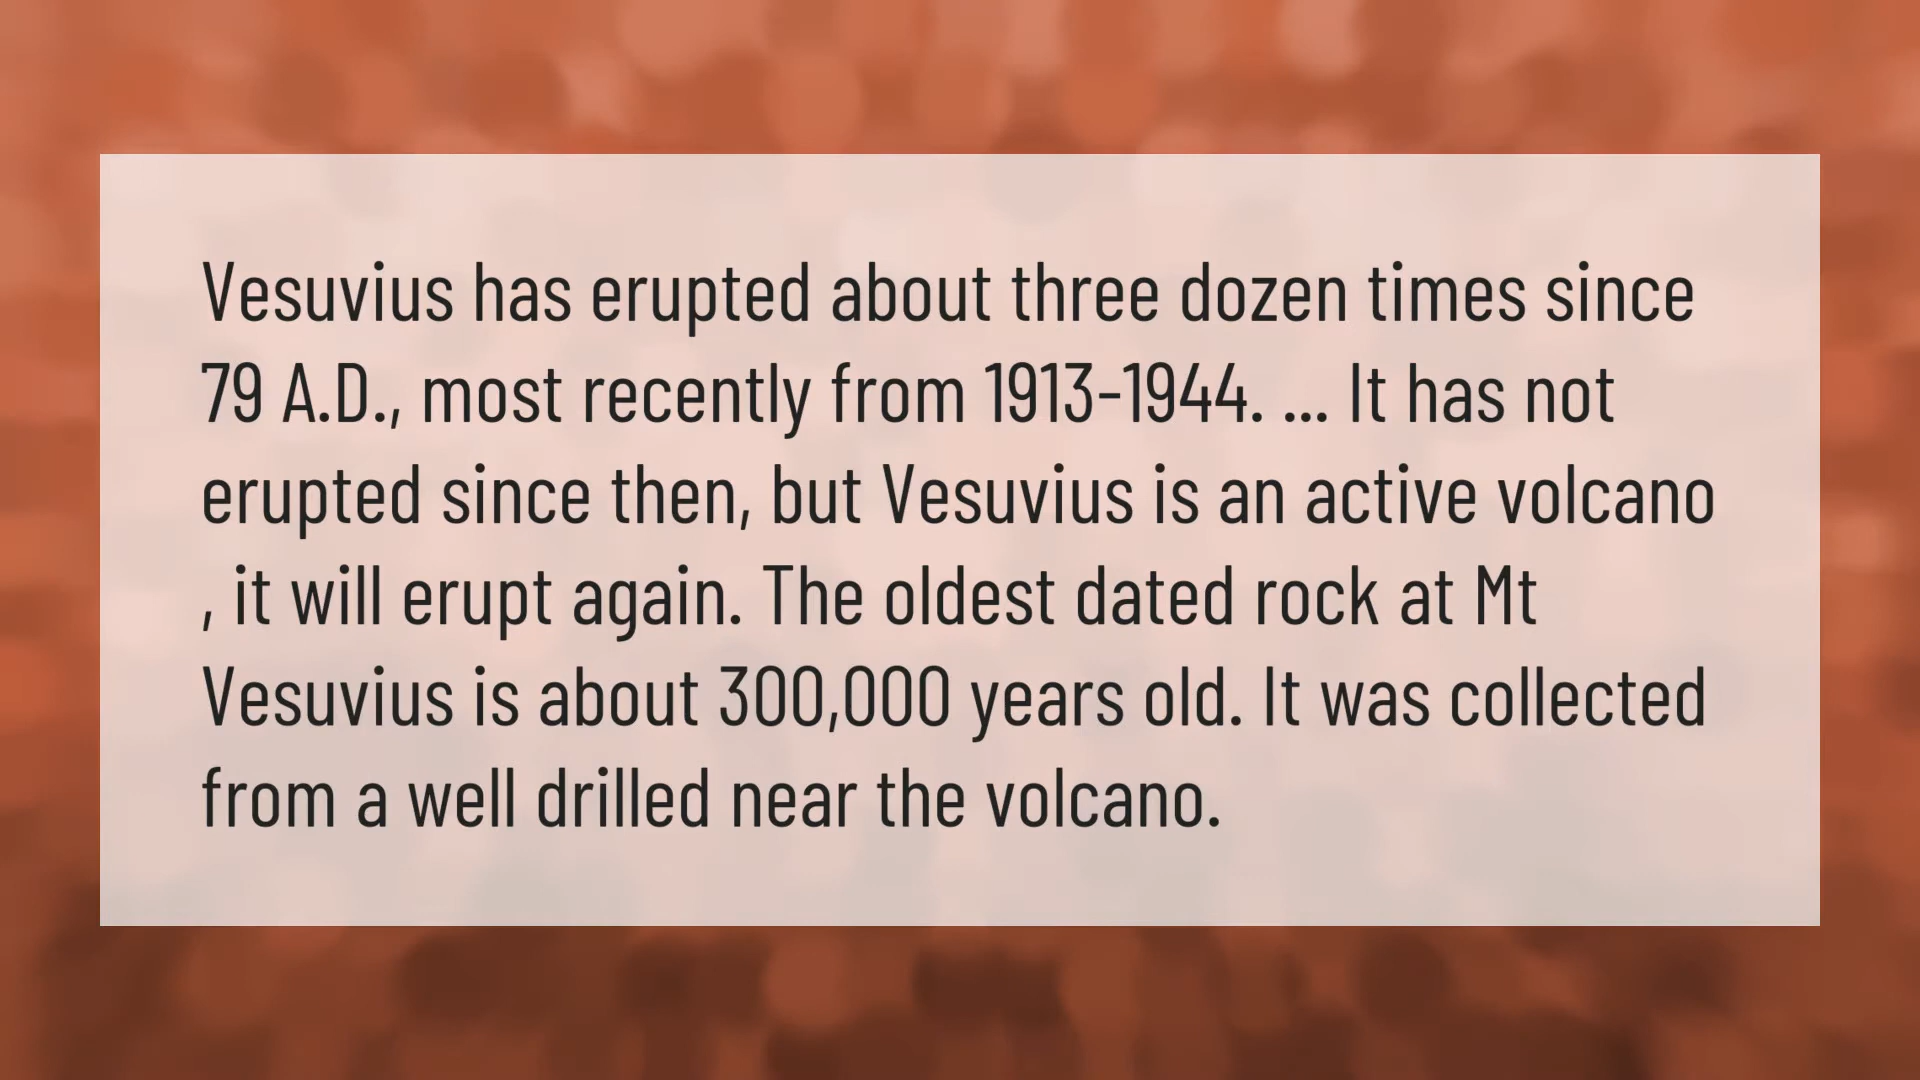 Vesuvius has erupted about three dozen times since
79 A.D., most recently from 1913-1944. ... It has not
erupted since then, but Vesuvius is an active volcano
, it will erupt again. The oldest dated rock at Mt
Vesuvius is about 300,000 years old. It was collected
from a well drilled near the volcano.